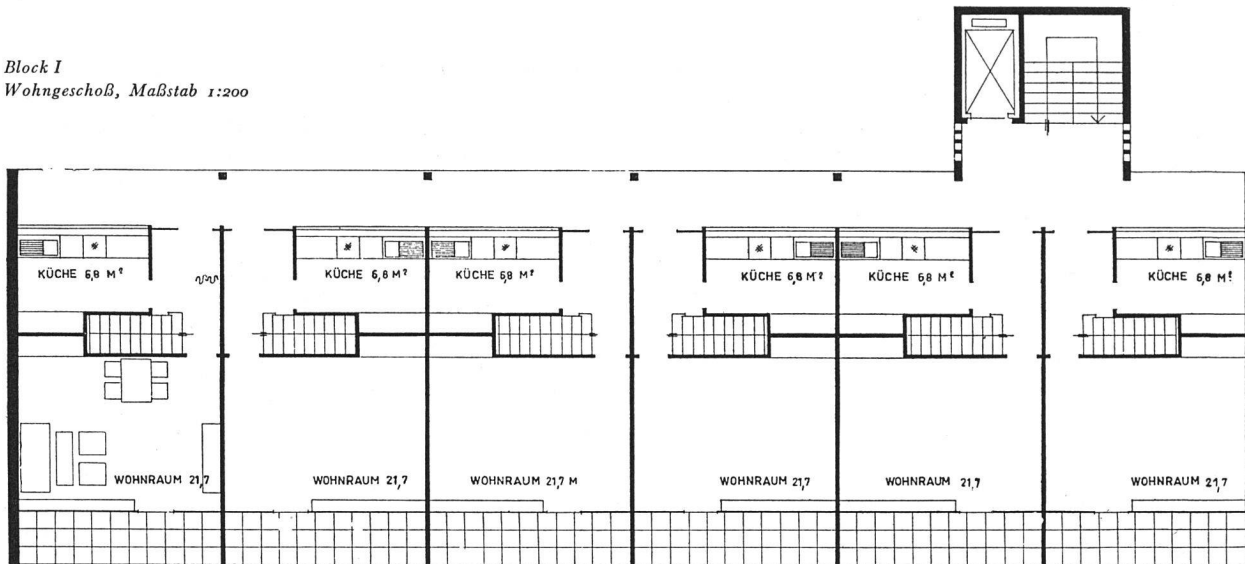 Block I
Wohngeschoß, Maßstab 1:200
KÜCHE 6,8 M²
KÜCHE 6,8 M²
KÜCHE 6,8 M²
KÜCHE 6,8 M²
KÜCHE 6,8 M²
KÜCHE 6,8 M²
WOHNRAUM 21,7
WOHNRAUM 21,7
WOHNRAUM 21,7 M
WOHNRAUM 21,7
WOHNRAUM 21,7
WOHNRAUM 21,7